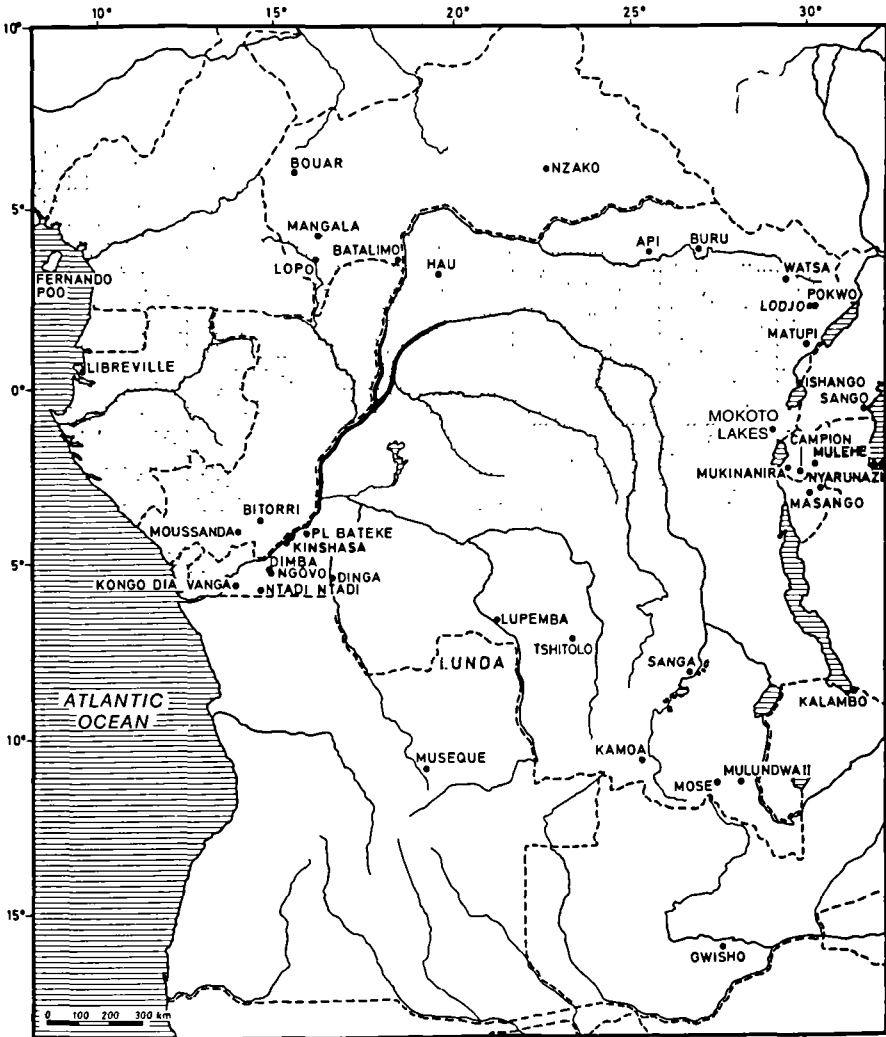 10°
15°
20°
25°
30°
10°
BOUAR
NZAKO
5°
MANGALA
BATALIMO
API
BURU
LOPO
HAU
FERNANDO
POO
WATSA
POKWO
LODJO
MATUPI
LIBREVILLE
0°
ISHANGO
SANGO
MOKOTO
LAKES
CAMPION
MULEHE
MUKINANIRA
NYARUNAZI
MASANGO
BITORRI
MOUSSANDA
PL BATEKE
KINSHASA
5°
DIMBA
NGOVO
DINGA
KONGO DIA VANGA
NTADI NTADI
LUPEMBA
TSHITOLO
LUNDA
SANGA
ATLANTIC
OCEAN
KALAMBO
10°
MUSEQUE
KAMOA
MOSE
MULUNDWA II
15°
GWISHO
0 100 200 300 km